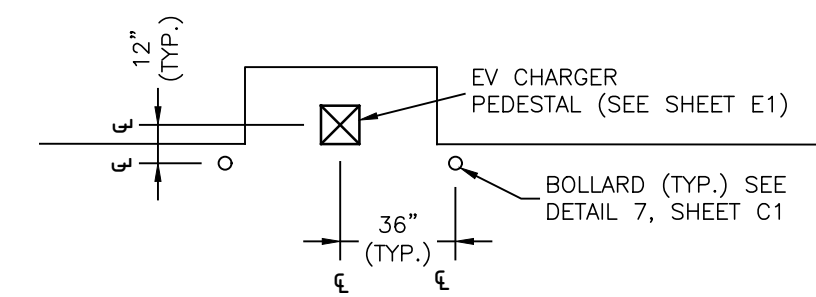 12"
(TYP.)
EV CHARGER
PEDESTAL (SEE SHEET E1)
℄
℄
BOLLARD (TYP.) SEE
DETAIL 7, SHEET C1
36"
(TYP.)
℄
℄